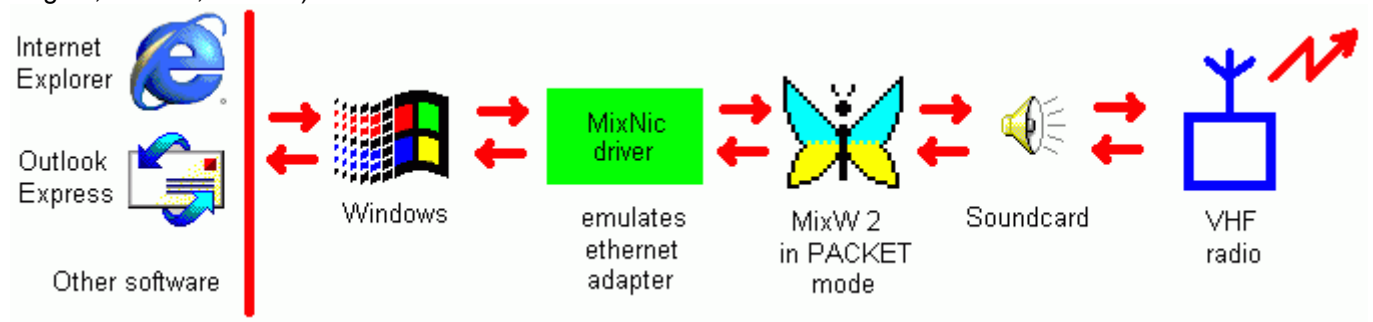 Internet
Explorer
Outlook
Express
Other software
Windows
MixNic
driver
emulates
ethernet
adapter
MixW 2
in PACKET
mode
Soundcard
VHF
radio